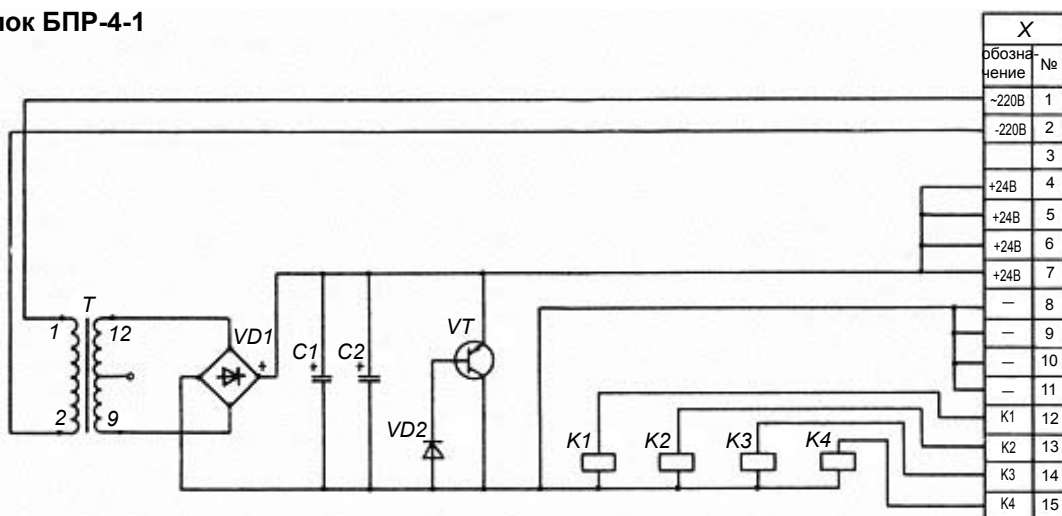 лок БПР-4-1
X
обозна-
чение №
~220В 1
-220В 2
3
+24В 4
+24В 5
+24В 6
+24В 7
– 8
– 9
– 10
– 11
K1 12
K2 13
K3 14
K4 15
T
1 12
2 9
VD1
+
C1
+
C2
+
VT
VD2
K1 K2 K3 K4